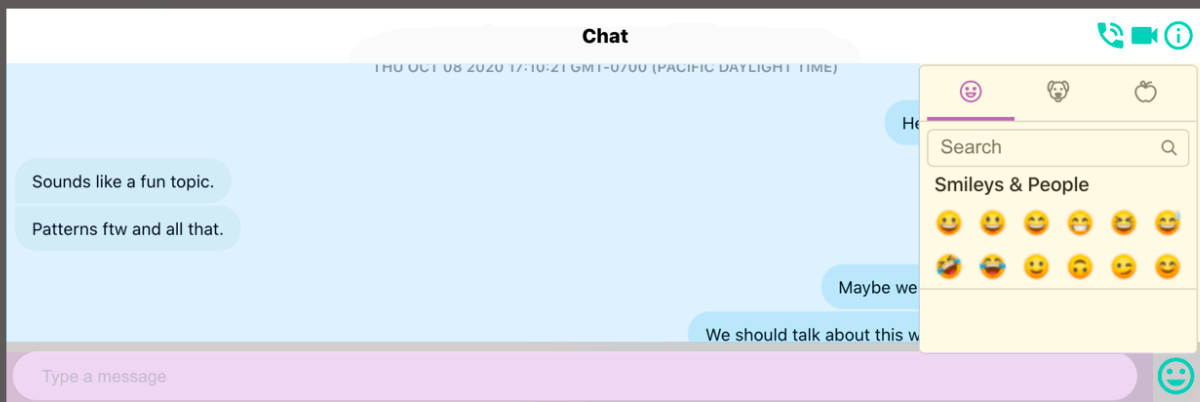 Chat
THU OCT 08 2020 17:10:21 GMT-0700 (PACIFIC DAYLIGHT TIME)
Search
Smileys & People
Sounds like a fun topic.
Patterns ftw and all that.
Maybe we
We should talk about this
Type a message